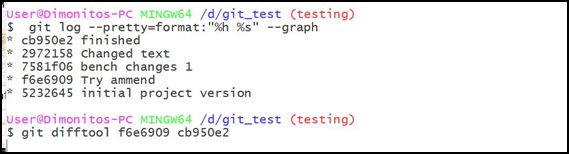 User@Dimonitos-PC MINGW64 /d/git_test (testing)
$  git log --pretty=format:"%h %s" --graph
* cb950e2 finished
* 2972158 Changed text
* 7581f06 bench changes 1
* f6e6909 Try ammend
* 5232645 initial project version
User@Dimonitos-PC MINGW64 /d/git_test (testing)
$ git difftool f6e6909 cb950e2